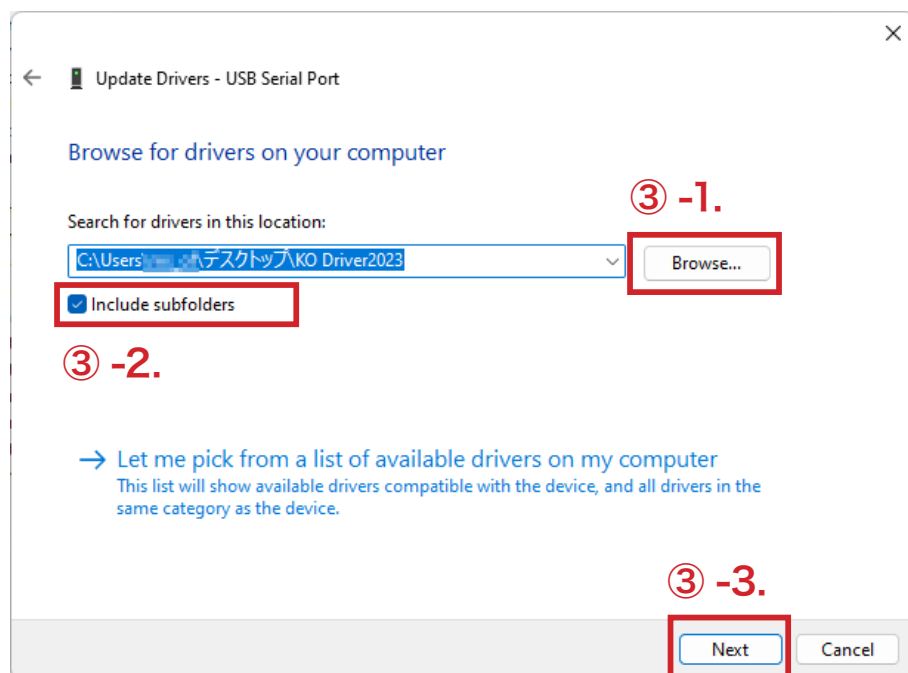 Update Drivers - USB Serial Port
Browse for drivers on your computer
③ -1.
Search for drivers in this location:
C:\Users\ \デスクトップ\KO Driver2023
Browse...
Include subfolders
③ -2.
Let me pick from a list of available drivers on my computer
This list will show available drivers compatible with the device, and all drivers in the
same category as the device.
③ -3.
Next
Cancel